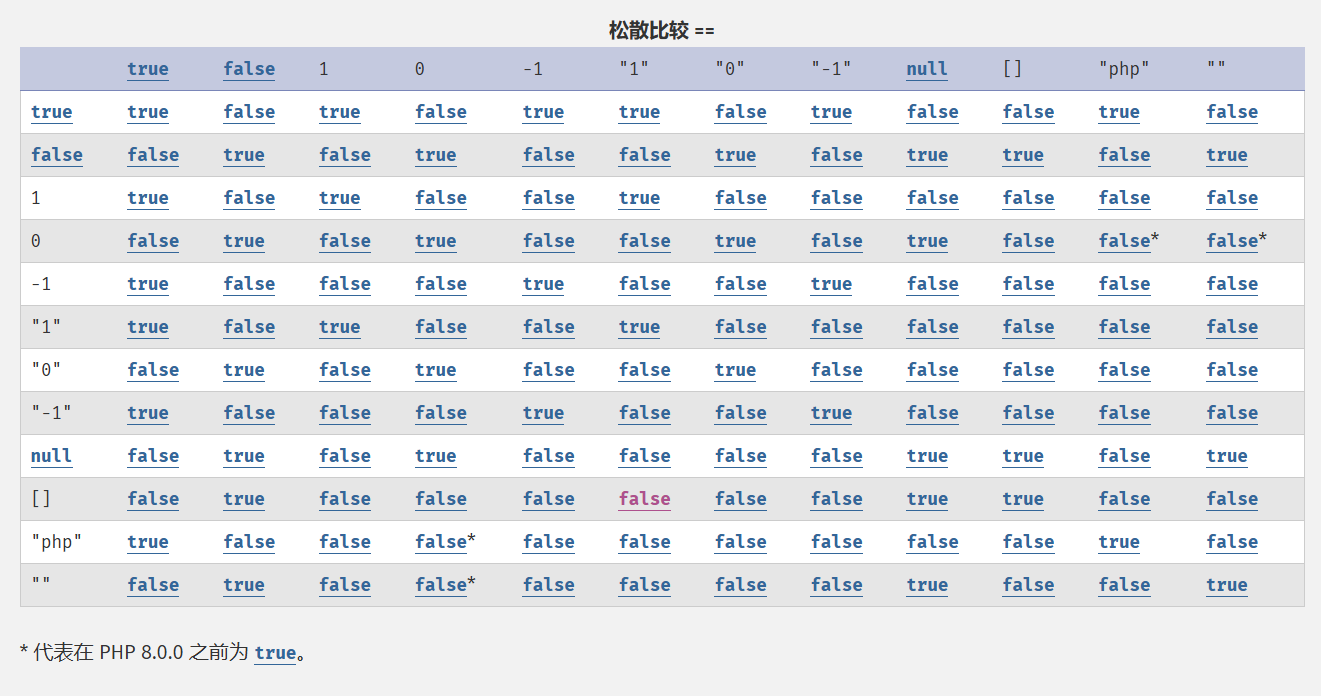 松散比较 ==
true false 1 0 -1 "1" "0" "-1" null [] "php" ""
true true false true false true true false true false false true false
false false true false true false false true false true true false true
1 true false true false false true false false false false false false
0 false true false true false false true false true false false* false*
-1 true false false false true false false true false false false false
"1" true false true false false true false false false false false false
"0" false true false true false false true false false false false false
"-1" true false false false true false false true false false false false
null false true false true false false false false true true false true
[] false true false false false false false false true true false false
"php" true false false false* false false false false false false true false
"" false true false false* false false false false true false false true
* 代表在 PHP 8.0.0 之前为 true。